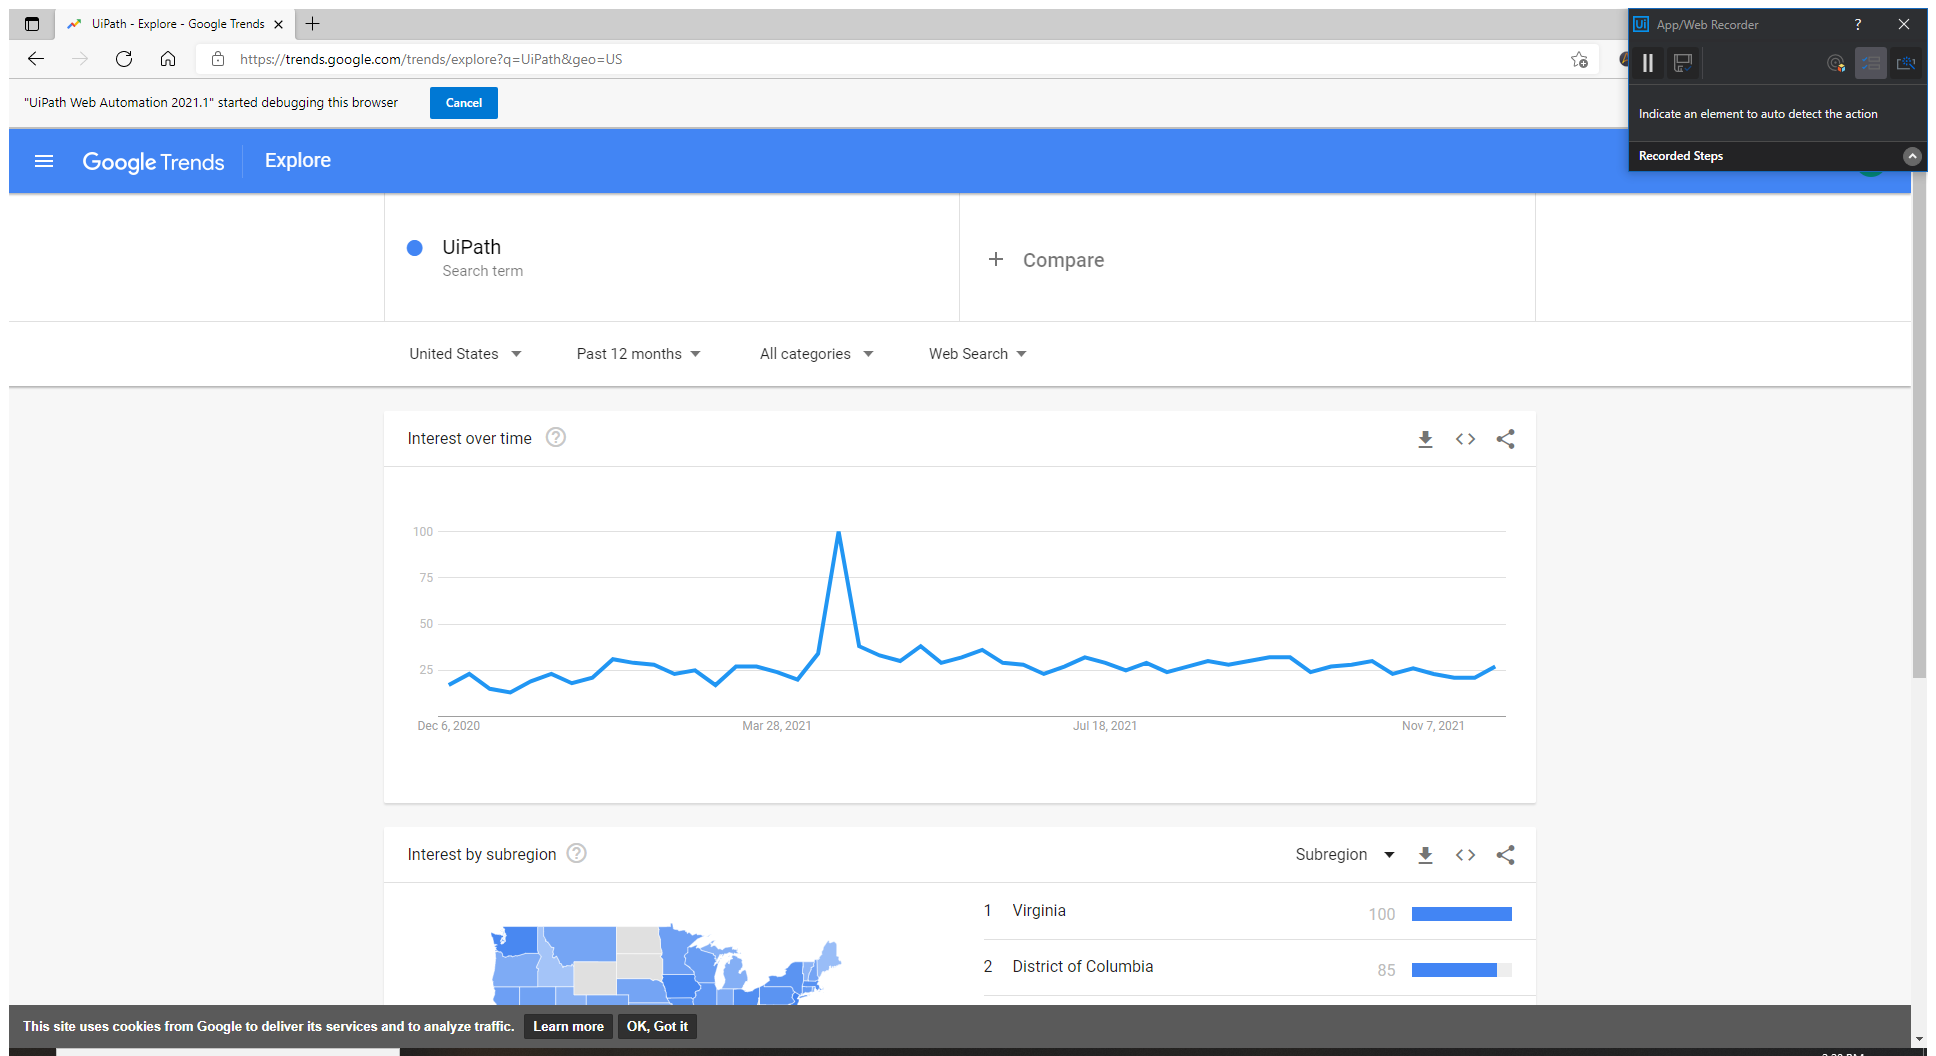 UiPath - Explore - Google Trends
https://trends.google.com/trends/explore?q=UiPath&geo=US
"UiPath Web Automation 2021.1" started debugging this browser
Cancel
Ui App/Web Recorder ?
Indicate an element to auto detect the action
Recorded Steps
Google Trends Explore
UiPath
Search term
+ Compare
United States Past 12 months All categories Web Search
Interest over time ?
100
75
50
25
Dec 6, 2020 Mar 28, 2021 Jul 18, 2021 Nov 7, 2021
Interest by subregion ? Subregion
1 Virginia 100
2 District of Columbia 85
This site uses cookies from Google to deliver its services and to analyze traffic. Learn more OK, Got it